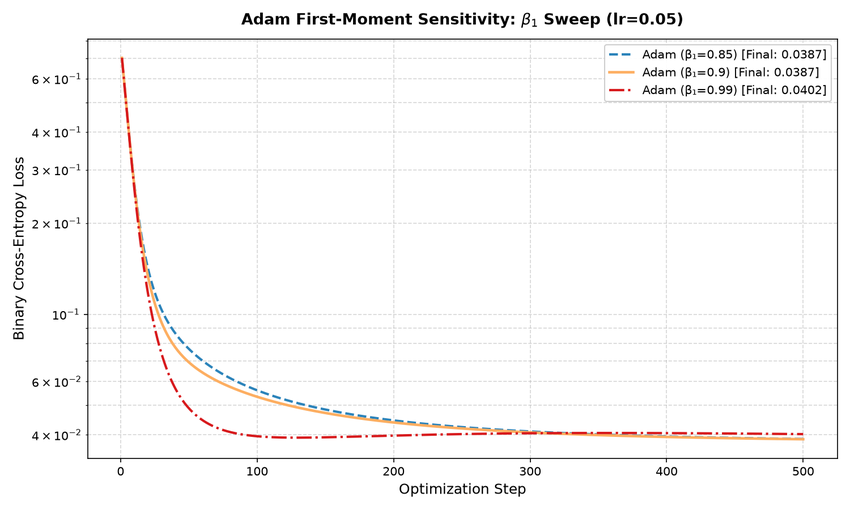 Adam First-Moment Sensitivity: β₁ Sweep (lr=0.05)
Adam (β₁=0.85) [Final: 0.0387]
Adam (β₁=0.9) [Final: 0.0387]
Adam (β₁=0.99) [Final: 0.0402]
Binary Cross-Entropy Loss
6 × 10⁻¹
4 × 10⁻¹
3 × 10⁻¹
2 × 10⁻¹
10⁻¹
6 × 10⁻²
4 × 10⁻²
0 100 200 300 400 500
Optimization Step